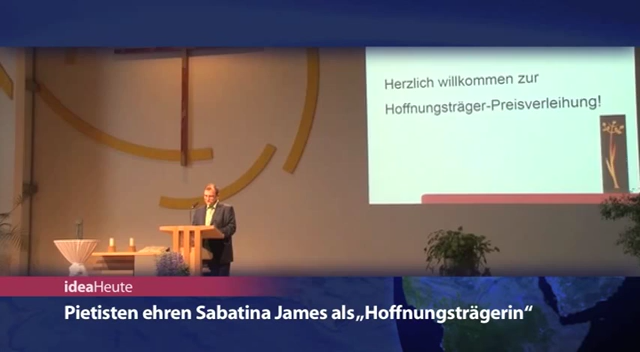 Herzlich willkommen zur
Hoffnungsträger-Preisverleihung!
ideaHeute
Pietisten ehren Sabatina James als „Hoffnungsträgerin“